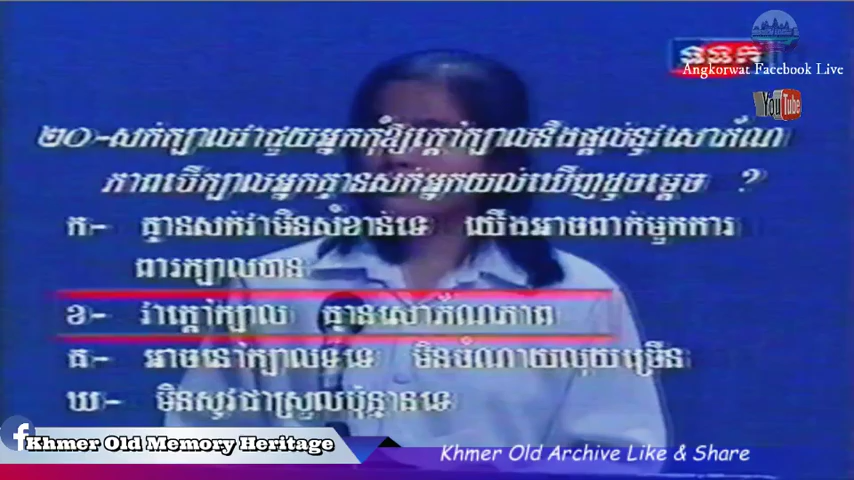 ទទក
Angkorwat Facebook Live
YouTube
២០-សក់ក្បាលវាជួយអ្នកកុំឱ្យក្ដៅក្បាលនឹងផ្ដល់នូវសោភ័ណ
ភាពបើក្បាលអ្នកគ្មានសក់អ្នកយល់ឃើញដូចម្ដេច ?
ក- គ្មានសក់វាមិនសំខាន់ទេ យើងអាចពាក់មួកការ
ពារក្បាលបាន
ខ- វាក្ដៅក្បាល គ្មានសោភ័ណភាព
គ- អាចនៅក្បាលទទេ មិនចំណាយលុយច្រើន
ឃ- មិនសូវជាស្រួលប៉ុន្មានទេ
f Khmer Old Memory Heritage
Khmer Old Archive Like & Share